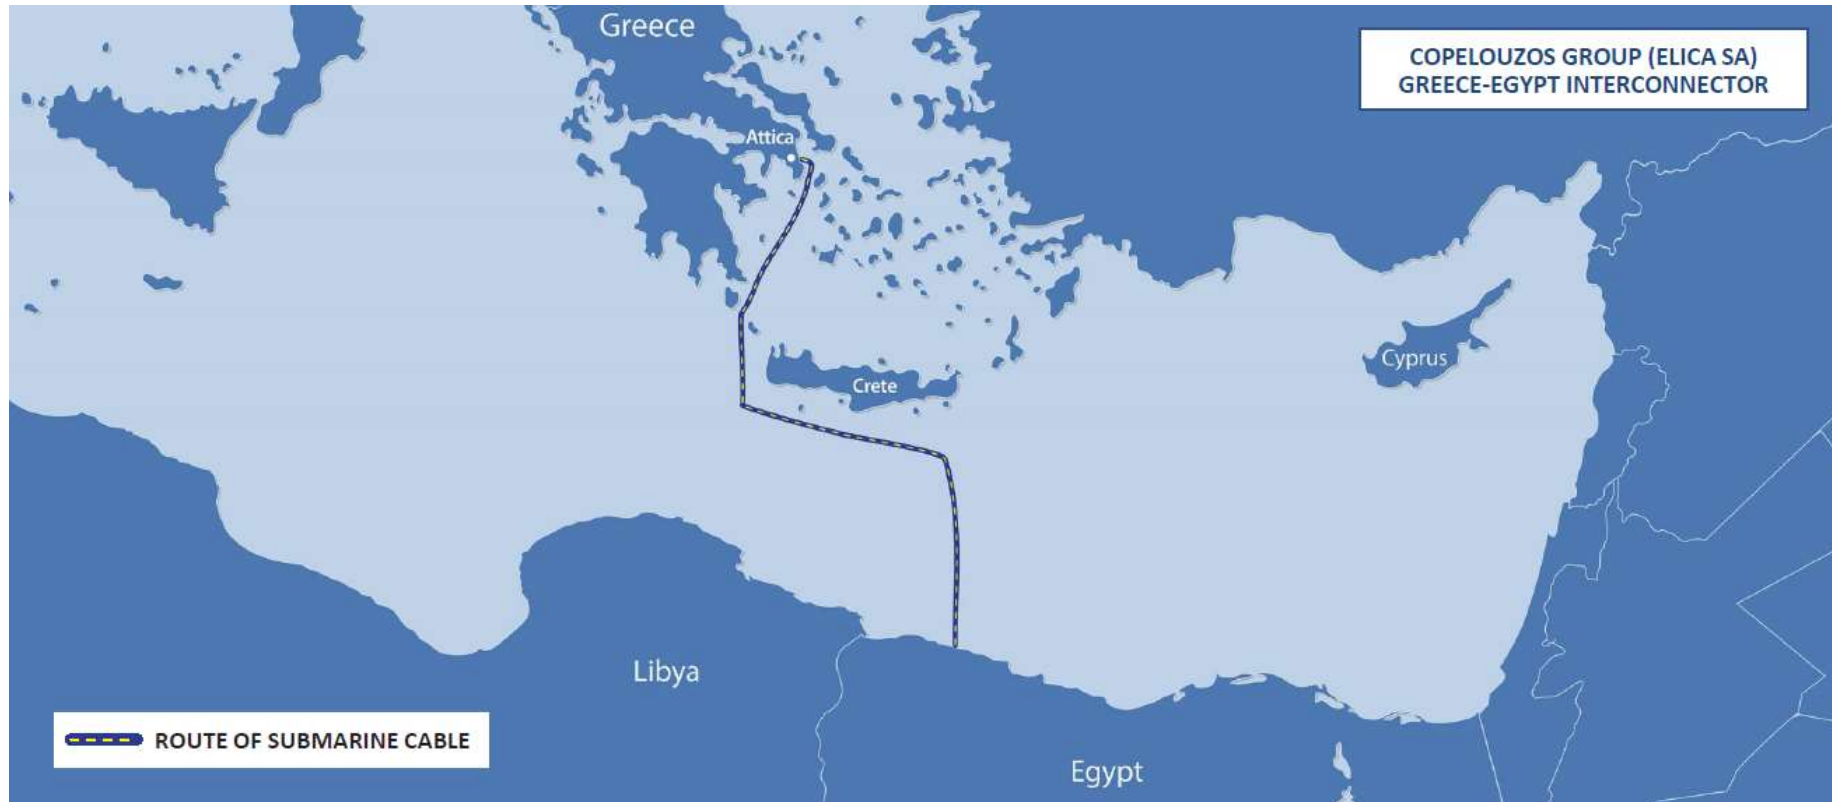 Greece
COPELOUZOS GROUP (ELICA SA)
GREECE-EGYPT INTERCONNECTOR
Attica
Cyprus
Crete
Libya
ROUTE OF SUBMARINE CABLE
Egypt